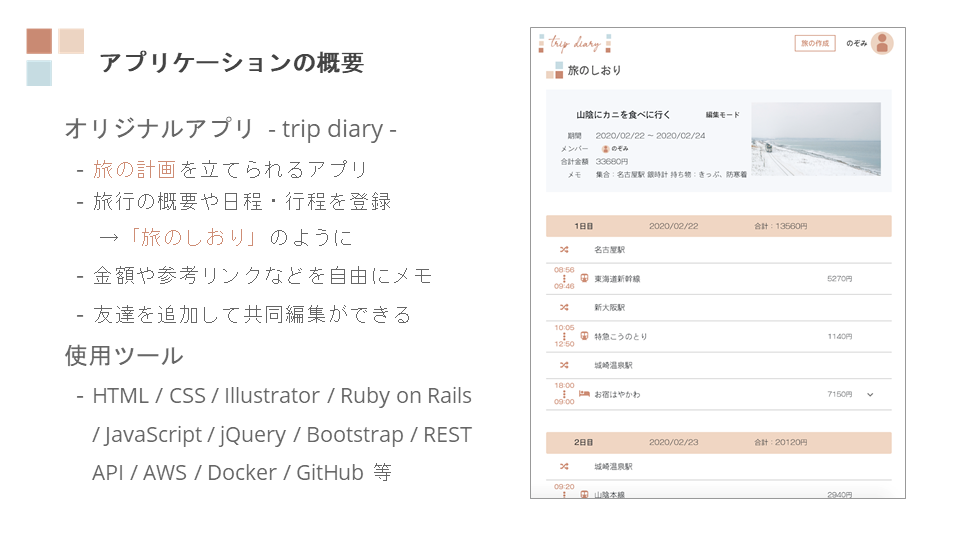 アプリケーションの概要
オリジナルアプリ - trip diary -
- 旅の計画を立てられるアプリ
- 旅行の概要や日程・行程を登録
→「旅のしおり」のように
- 金額や参考リンクなどを自由にメモ
- 友達を追加して共同編集ができる
使用ツール
- HTML / CSS / Illustrator / Ruby on Rails
/ JavaScript / jQuery / Bootstrap / REST
API / AWS / Docker / GitHub 等
trip diary 旅の作成 のぞみ
旅のしおり
山陰にカニを食べに行く 編集モード
期間 2020/02/22 ~ 2020/02/24
メンバー のぞみ
合計金額 33680円
メモ 集合：名古屋駅 銀時計 持ち物：きっぷ、防寒着
1日目 2020/02/22 合計：13560円
名古屋駅
08:56
09:46 東海道新幹線 5270円
新大阪駅
10:05
12:50 特急こうのとり 1140円
城崎温泉駅
18:00
09:00 お宿はやかわ 7150円
2日目 2020/02/23 合計：20120円
城崎温泉駅
09:20 山陰本線 2940円